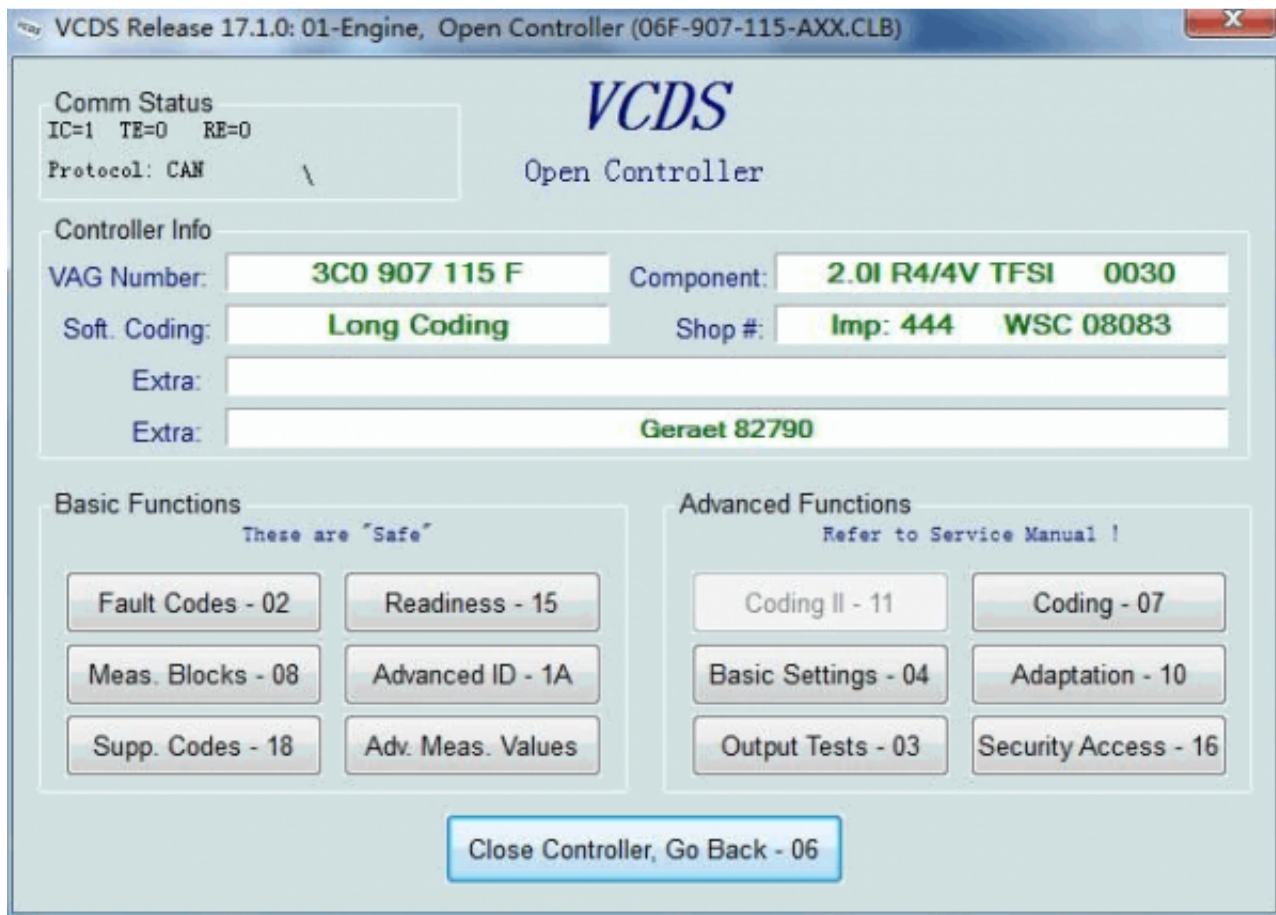 VCDS Release 17.1.0: 01-Engine, Open Controller (06F-907-115-AXX.CLB)
Comm Status
IC=1 TE=0 RE=0
Protocol: CAN \
VCDS
Open Controller
Controller Info
VAG Number: 3C0 907 115 F Component: 2.0l R4/4V TFSI 0030
Soft. Coding: Long Coding Shop #: Imp: 444 WSC 08083
Extra:
Extra: Geraet 82790
Basic Functions
These are "Safe"
Fault Codes - 02 Readiness - 15
Meas. Blocks - 08 Advanced ID - 1A
Supp. Codes - 18 Adv. Meas. Values
Advanced Functions
Refer to Service Manual !
Coding II - 11 Coding - 07
Basic Settings - 04 Adaptation - 10
Output Tests - 03 Security Access - 16
Close Controller, Go Back - 06